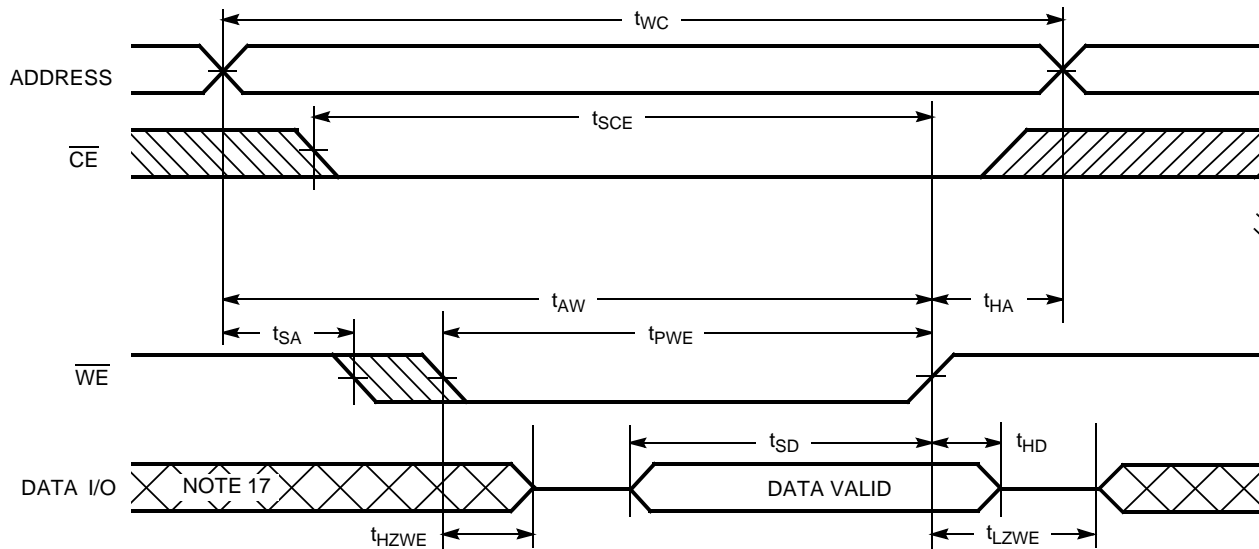 tWC
ADDRESS
tSCE
CE
tAW
tHA
tSA
tPWE
WE
tSD
tHD
DATA I/O
NOTE 17
DATA VALID
tHZWE
tLZWE